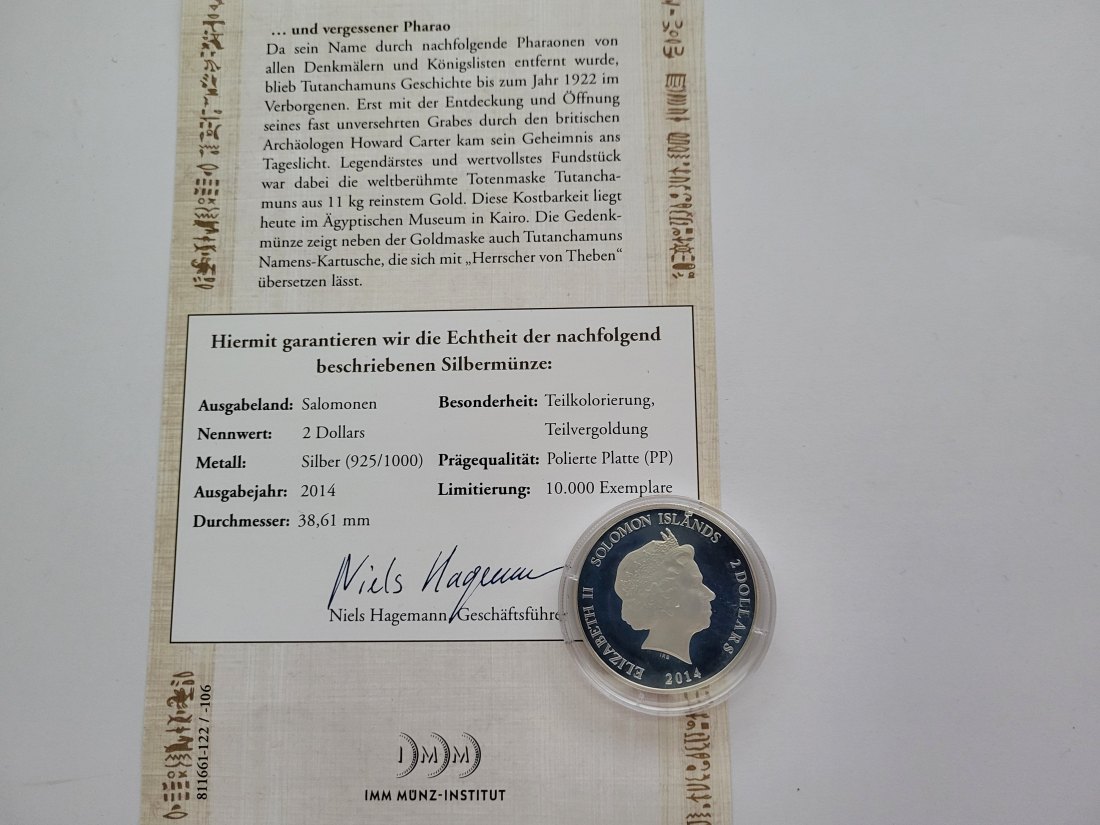 ... und vergessener Pharao
Da sein Name durch nachfolgende Pharaonen von
allen Denkmälern und Königslisten entfernt wurde,
blieb Tutanchamuns Geschichte bis zum Jahr 1922 im
Verborgenen. Erst mit der Entdeckung und Öffnung
seines fast unversehrten Grabes durch den britischen
Archäologen Howard Carter kam sein Geheimnis ans
Tageslicht. Legendärstes und wertvollstes Fundstück
war dabei die weltberühmte Totenmaske Tutancha-
muns aus 11 kg reinstem Gold. Diese Kostbarkeit liegt
heute im Ägyptischen Museum in Kairo. Die Gedenk-
münze zeigt neben der Goldmaske auch Tutanchamuns
Namens-Kartusche, die sich mit „Herrscher von Theben“
übersetzen lässt.
Hiermit garantieren wir die Echtheit der nachfolgend
beschriebenen Silbermünze:
Ausgabeland: Salomonen
Nennwert: 2 Dollars
Metall: Silber (925/1000)
Ausgabejahr: 2014
Durchmesser: 38,61 mm
Besonderheit: Teilkolorierung,
Teilvergoldung
Prägequalität: Polierte Platte (PP)
Limitierung: 10.000 Exemplare
Niels Hagemann
Niels Hagemann, Geschäftsführe
ELIZABETH II
SOLOMON ISLANDS
2 DOLLARS
2014
IRB
811661-122 / -106
IMM
IMM MÜNZ-INSTITUT